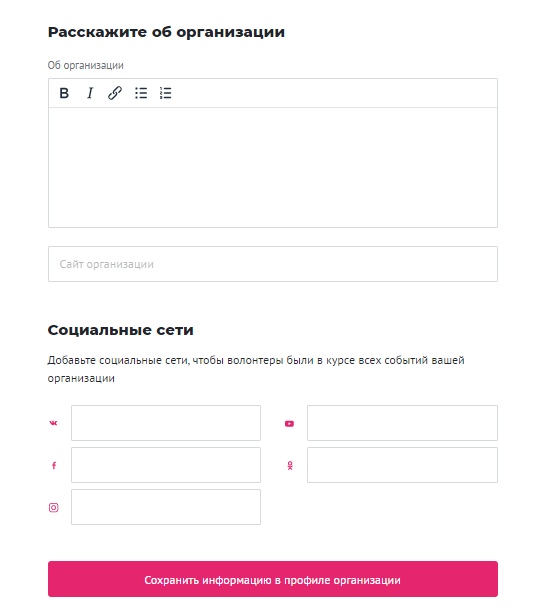 Расскажите об организации
Об организации
B I
Сайт организации
Социальные сети
Добавьте социальные сети, чтобы волонтеры были в курсе всех событий вашей
организации
Сохранить информацию в профиле организации